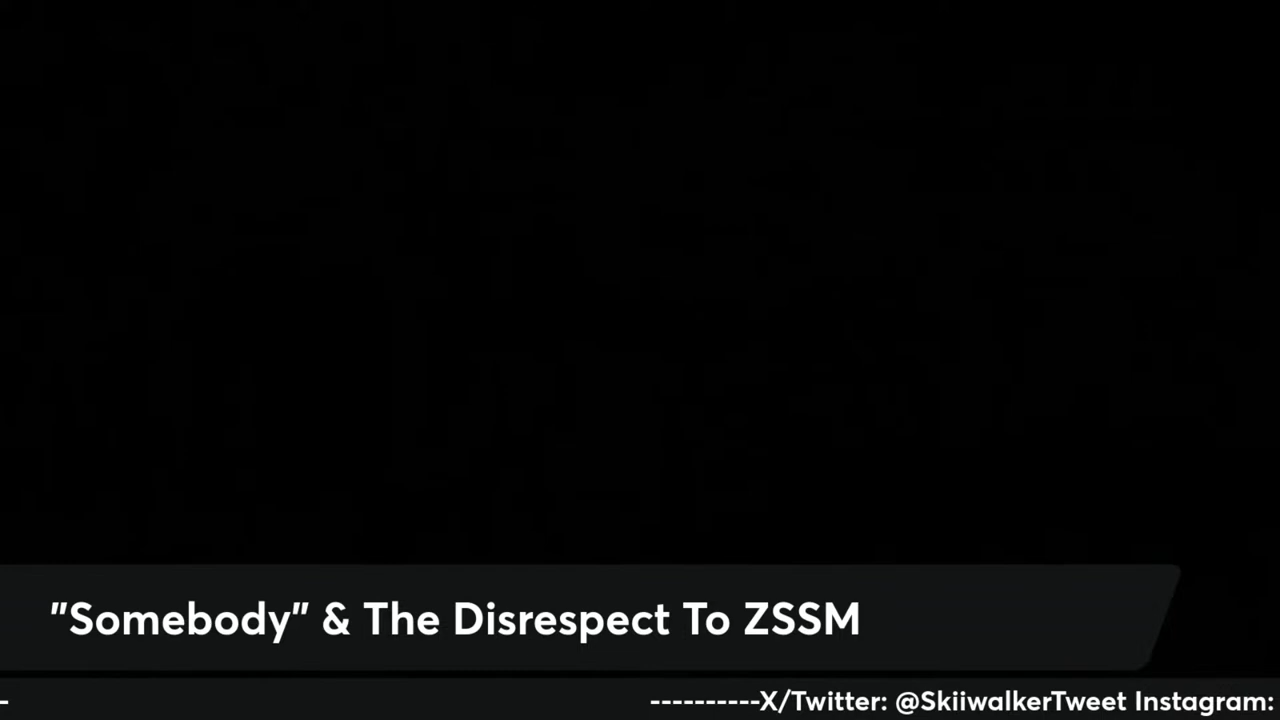 "Somebody" & The Disrespect To ZSSM
- ----------X/Twitter: @SkiiwalkerTweet Instagram: